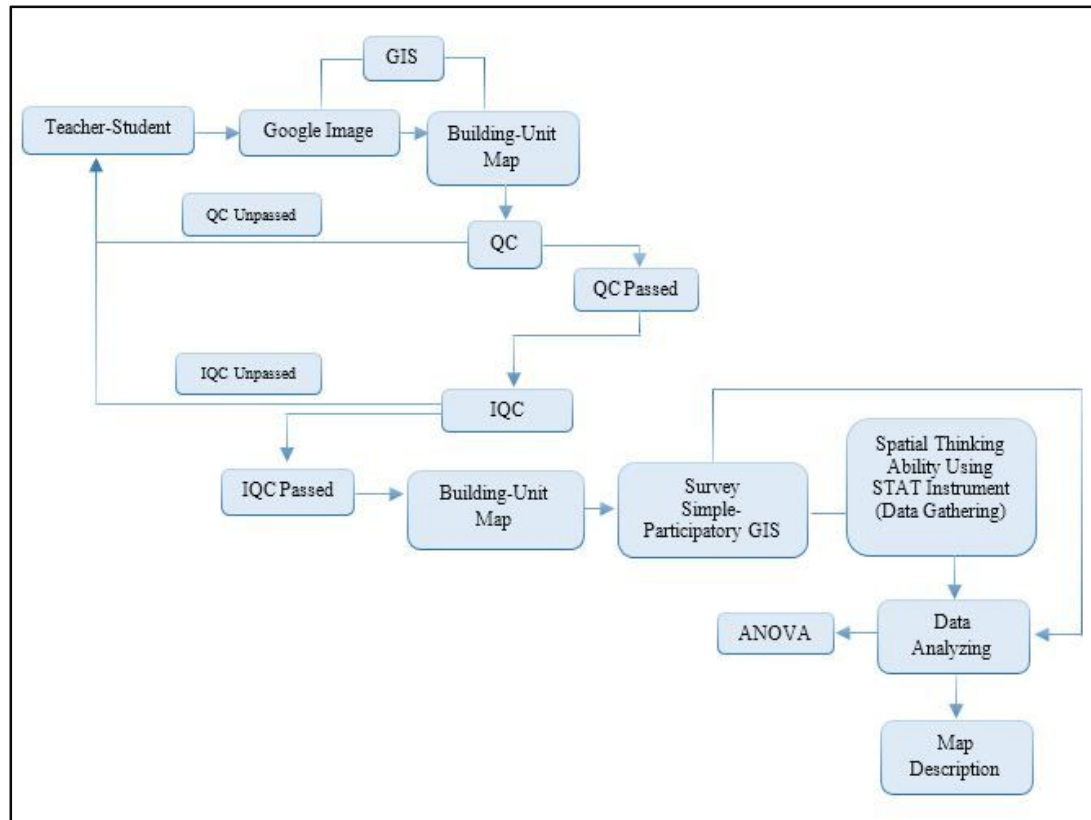 GIS
Teacher-Student
Google Image
Building-Unit
Map
QC Unpassed
QC
QC Passed
IQC Unpassed
IQC
IQC Passed
Building-Unit
Map
Survey
Simple-
Participatory GIS
Spatial Thinking
Ability Using
STAT Instrument
(Data Gathering)
ANOVA
Data
Analyzing
Map
Description